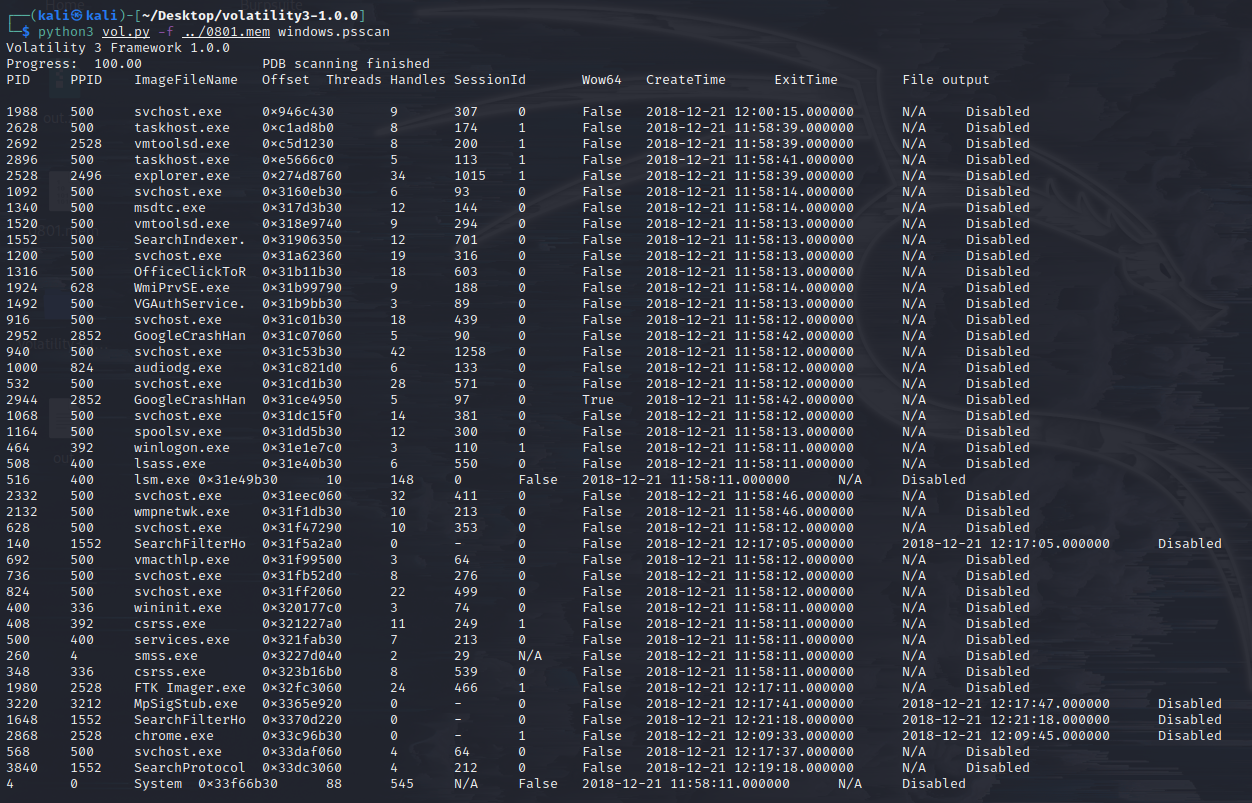 ┌──(kali㉿kali)-[~/Desktop/volatility3-1.0.0]
└─$ python3 vol.py -f ../0801.mem windows.psscan
Volatility 3 Framework 1.0.0
Progress:  100.00               PDB scanning finished
PID     PPID    ImageFileName   Offset  Threads Handles SessionId       Wow64   CreateTime      ExitTime        File output
1988    500     svchost.exe     0×946c430       9       307     0       False   2018-12-21 12:00:15.000000      N/A     Disabled
2628    500     taskhost.exe    0×c1ad8b0       8       174     1       False   2018-12-21 11:58:39.000000      N/A     Disabled
2692    2528    vmtoolsd.exe    0×c5d1230       8       200     1       False   2018-12-21 11:58:39.000000      N/A     Disabled
2896    500     taskhost.exe    0×e5666c0       5       113     1       False   2018-12-21 11:58:41.000000      N/A     Disabled
2528    2496    explorer.exe    0×274d8760      34      1015    1       False   2018-12-21 11:58:39.000000      N/A     Disabled
1092    500     svchost.exe     0×3160eb30      6       93      0       False   2018-12-21 11:58:14.000000      N/A     Disabled
1340    500     msdtc.exe       0×317d3b30      12      144     0       False   2018-12-21 11:58:14.000000      N/A     Disabled
1520    500     vmtoolsd.exe    0×318e9740      9       294     0       False   2018-12-21 11:58:13.000000      N/A     Disabled
1552    500     SearchIndexer.  0×31906350      12      701     0       False   2018-12-21 11:58:13.000000      N/A     Disabled
1200    500     svchost.exe     0×31a62360      19      316     0       False   2018-12-21 11:58:13.000000      N/A     Disabled
1316    500     OfficeClickToR  0×31b11b30      18      603     0       False   2018-12-21 11:58:13.000000      N/A     Disabled
1924    628     WmiPrvSE.exe    0×31b99790      9       188     0       False   2018-12-21 11:58:14.000000      N/A     Disabled
1492    500     VGAuthService.  0×31b9bb30      3       89      0       False   2018-12-21 11:58:13.000000      N/A     Disabled
916     500     svchost.exe     0×31c01b30      18      439     0       False   2018-12-21 11:58:12.000000      N/A     Disabled
2952    2852    GoogleCrashHan  0×31c07060      5       90      0       False   2018-12-21 11:58:42.000000      N/A     Disabled
940     500     svchost.exe     0×31c53b30      42      1258    0       False   2018-12-21 11:58:12.000000      N/A     Disabled
1000    824     audiodg.exe     0×31c821d0      6       133     0       False   2018-12-21 11:58:12.000000      N/A     Disabled
532     500     svchost.exe     0×31cd1b30      28      571     0       False   2018-12-21 11:58:12.000000      N/A     Disabled
2944    2852    GoogleCrashHan  0×31ce4950      5       97      0       True    2018-12-21 11:58:42.000000      N/A     Disabled
1068    500     svchost.exe     0×31dc15f0      14      381     0       False   2018-12-21 11:58:12.000000      N/A     Disabled
1164    500     spoolsv.exe     0×31dd5b30      12      300     0       False   2018-12-21 11:58:13.000000      N/A     Disabled
464     392     winlogon.exe    0×31e1e7c0      3       110     1       False   2018-12-21 11:58:11.000000      N/A     Disabled
508     400     lsass.exe       0×31e40b30      6       550     0       False   2018-12-21 11:58:11.000000      N/A     Disabled
516     400     lsm.exe 0×31e49b30      10      148     0       False   2018-12-21 11:58:11.000000      N/A     Disabled
2332    500     svchost.exe     0×31eec060      32      411     0       False   2018-12-21 11:58:46.000000      N/A     Disabled
2132    500     wmpnetwk.exe    0×31f1db30      10      213     0       False   2018-12-21 11:58:46.000000      N/A     Disabled
628     500     svchost.exe     0×31f47290      10      353     0       False   2018-12-21 11:58:12.000000      N/A     Disabled
140     1552    SearchFilterHo  0×31f5a2a0      0       -       0       False   2018-12-21 12:17:05.000000      2018-12-21 12:17:05.000000      Disabled
692     500     vmacthlp.exe    0×31f99500      3       64      0       False   2018-12-21 11:58:12.000000      N/A     Disabled
736     500     svchost.exe     0×31fb52d0      8       276     0       False   2018-12-21 11:58:12.000000      N/A     Disabled
824     500     svchost.exe     0×31ff2060      22      499     0       False   2018-12-21 11:58:12.000000      N/A     Disabled
400     336     wininit.exe     0×320177c0      3       74      0       False   2018-12-21 11:58:11.000000      N/A     Disabled
408     392     csrss.exe       0×321227a0      11      249     1       False   2018-12-21 11:58:11.000000      N/A     Disabled
500     400     services.exe    0×321fab30      7       213     0       False   2018-12-21 11:58:11.000000      N/A     Disabled
260     4       smss.exe        0×3227d040      2       29      N/A     False   2018-12-21 11:58:11.000000      N/A     Disabled
348     336     csrss.exe       0×323b16b0      8       539     0       False   2018-12-21 11:58:11.000000      N/A     Disabled
1980    2528    FTK Imager.exe  0×32fc3060      24      466     1       False   2018-12-21 12:17:11.000000      N/A     Disabled
3220    3212    MpSigStub.exe   0×3365e920      0       -       0       False   2018-12-21 12:17:41.000000      2018-12-21 12:17:47.000000      Disabled
1648    1552    SearchFilterHo  0×3370d220      0       -       0       False   2018-12-21 12:21:18.000000      2018-12-21 12:21:18.000000      Disabled
2868    2528    chrome.exe      0×33c96b30      0       -       1       False   2018-12-21 12:09:33.000000      2018-12-21 12:09:45.000000      Disabled
568     500     svchost.exe     0×33daf060      4       64      0       False   2018-12-21 12:17:37.000000      N/A     Disabled
3840    1552    SearchProtocol  0×33dc3060      4       212     0       False   2018-12-21 12:19:18.000000      N/A     Disabled
4       0       System  0×33f66b30      88      545     N/A     False   2018-12-21 11:58:11.000000      N/A     Disabled